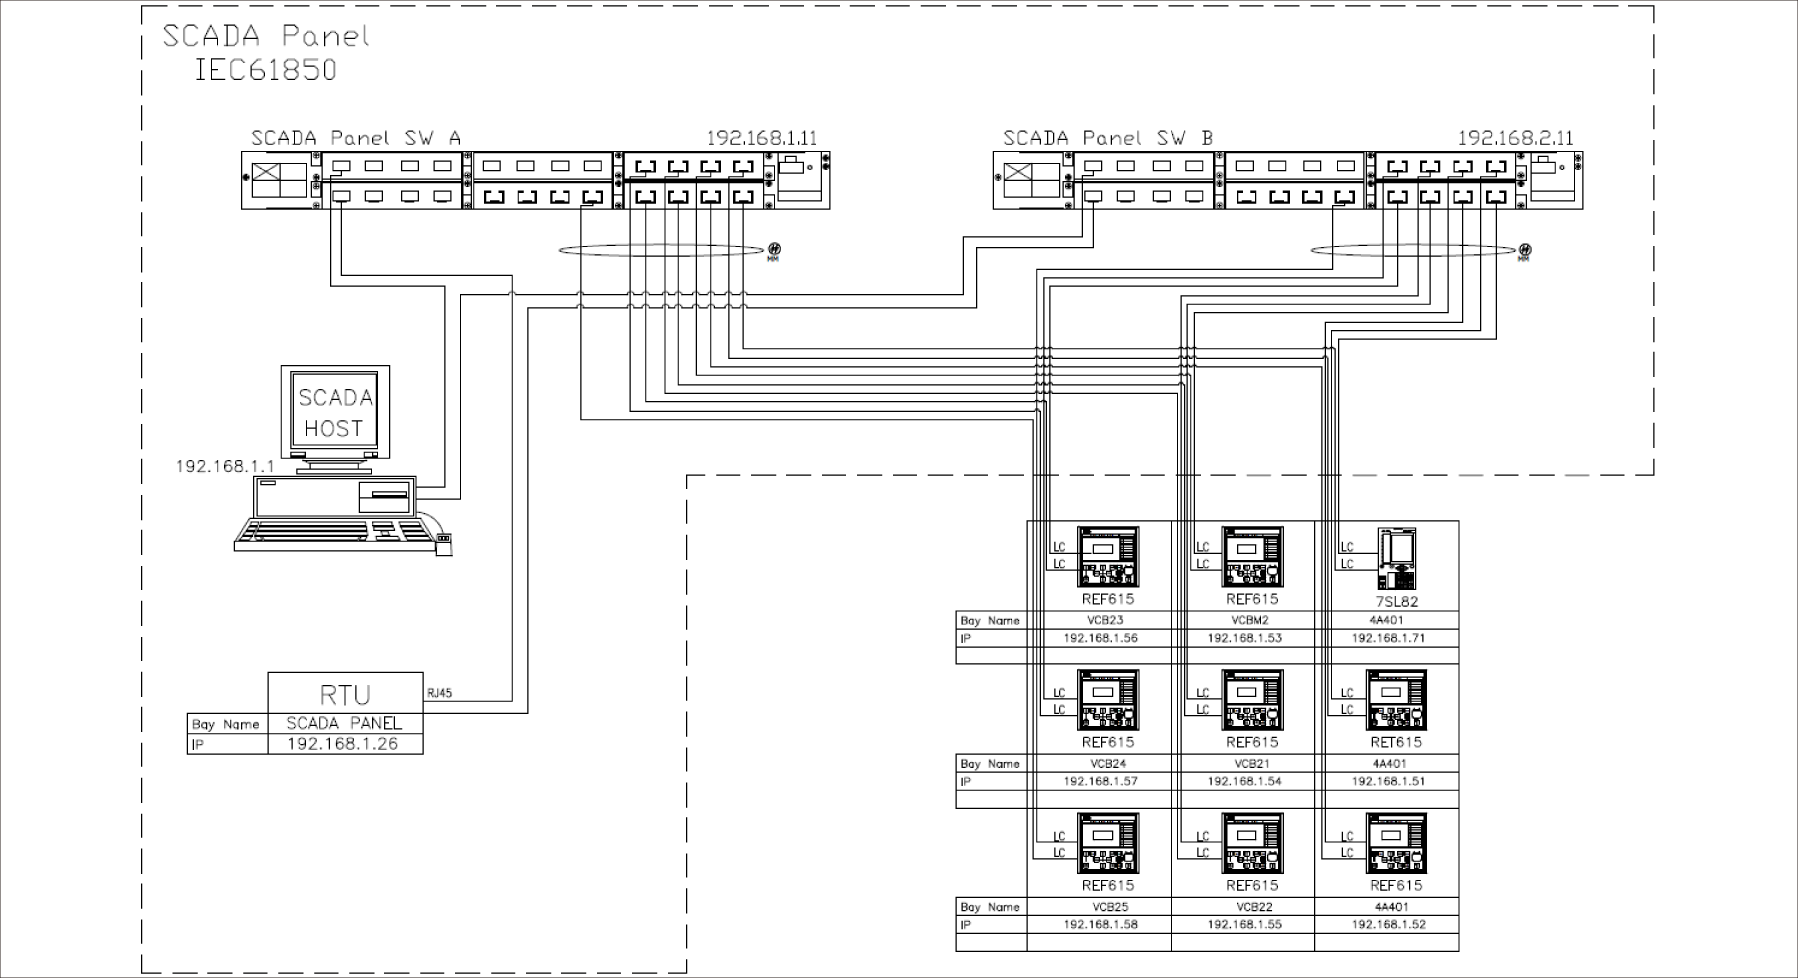 SCADA Panel
IEC61850
SCADA Panel SW A
192.168.1.11
SCADA Panel SW B
192.168.2.11
MM
MM
SCADA
HOST
192.168.1.1
LC LC LC
LC LC LC
REF615 REF615 7SL82
Bay Name VCB23 VCBM2 4A401
IP 192.168.1.56 192.168.1.53 192.168.1.71
RTU
RJ45
Bay Name SCADA PANEL
IP 192.168.1.26
LC LC LC
LC LC LC
REF615 REF615 RET615
Bay Name VCB24 VCB21 4A401
IP 192.168.1.57 192.168.1.54 192.168.1.51
LC LC LC
LC LC LC
REF615 REF615 REF615
Bay Name VCB25 VCB22 4A401
IP 192.168.1.58 192.168.1.55 192.168.1.52